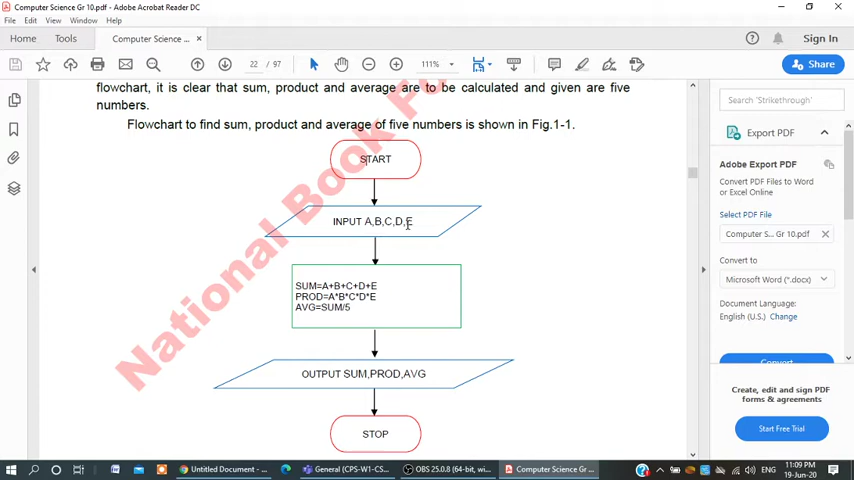 Computer Science Gr 10.pdf - Adobe Acrobat Reader DC
File Edit View Window Help
Home Tools Computer Science ... × Sign In
22 / 97 111% Share
flowchart, it is clear that sum, product and average are to be calculated and given are five
numbers.
Flowchart to find sum, product and average of five numbers is shown in Fig.1-1.
START
INPUT A,B,C,D,E
SUM=A+B+C+D+E
PROD=A*B*C*D*E
AVG=SUM/5
OUTPUT SUM,PROD,AVG
STOP
National Book Fo
Search 'Strikethrough'
Export PDF
Adobe Export PDF
Convert PDF Files to Word
or Excel Online
Select PDF File
Computer S... Gr 10.pdf
Convert to
Microsoft Word (*.docx)
Document Language:
English (U.S.) Change
Convert
Create, edit and sign PDF
forms & agreements
Start Free Trial
Untitled Document - ... General (CPS-W1-CS... OBS 25.0.8 (64-bit, wi... Computer Science Gr... ENG 11:09 PM
19-Jun-20